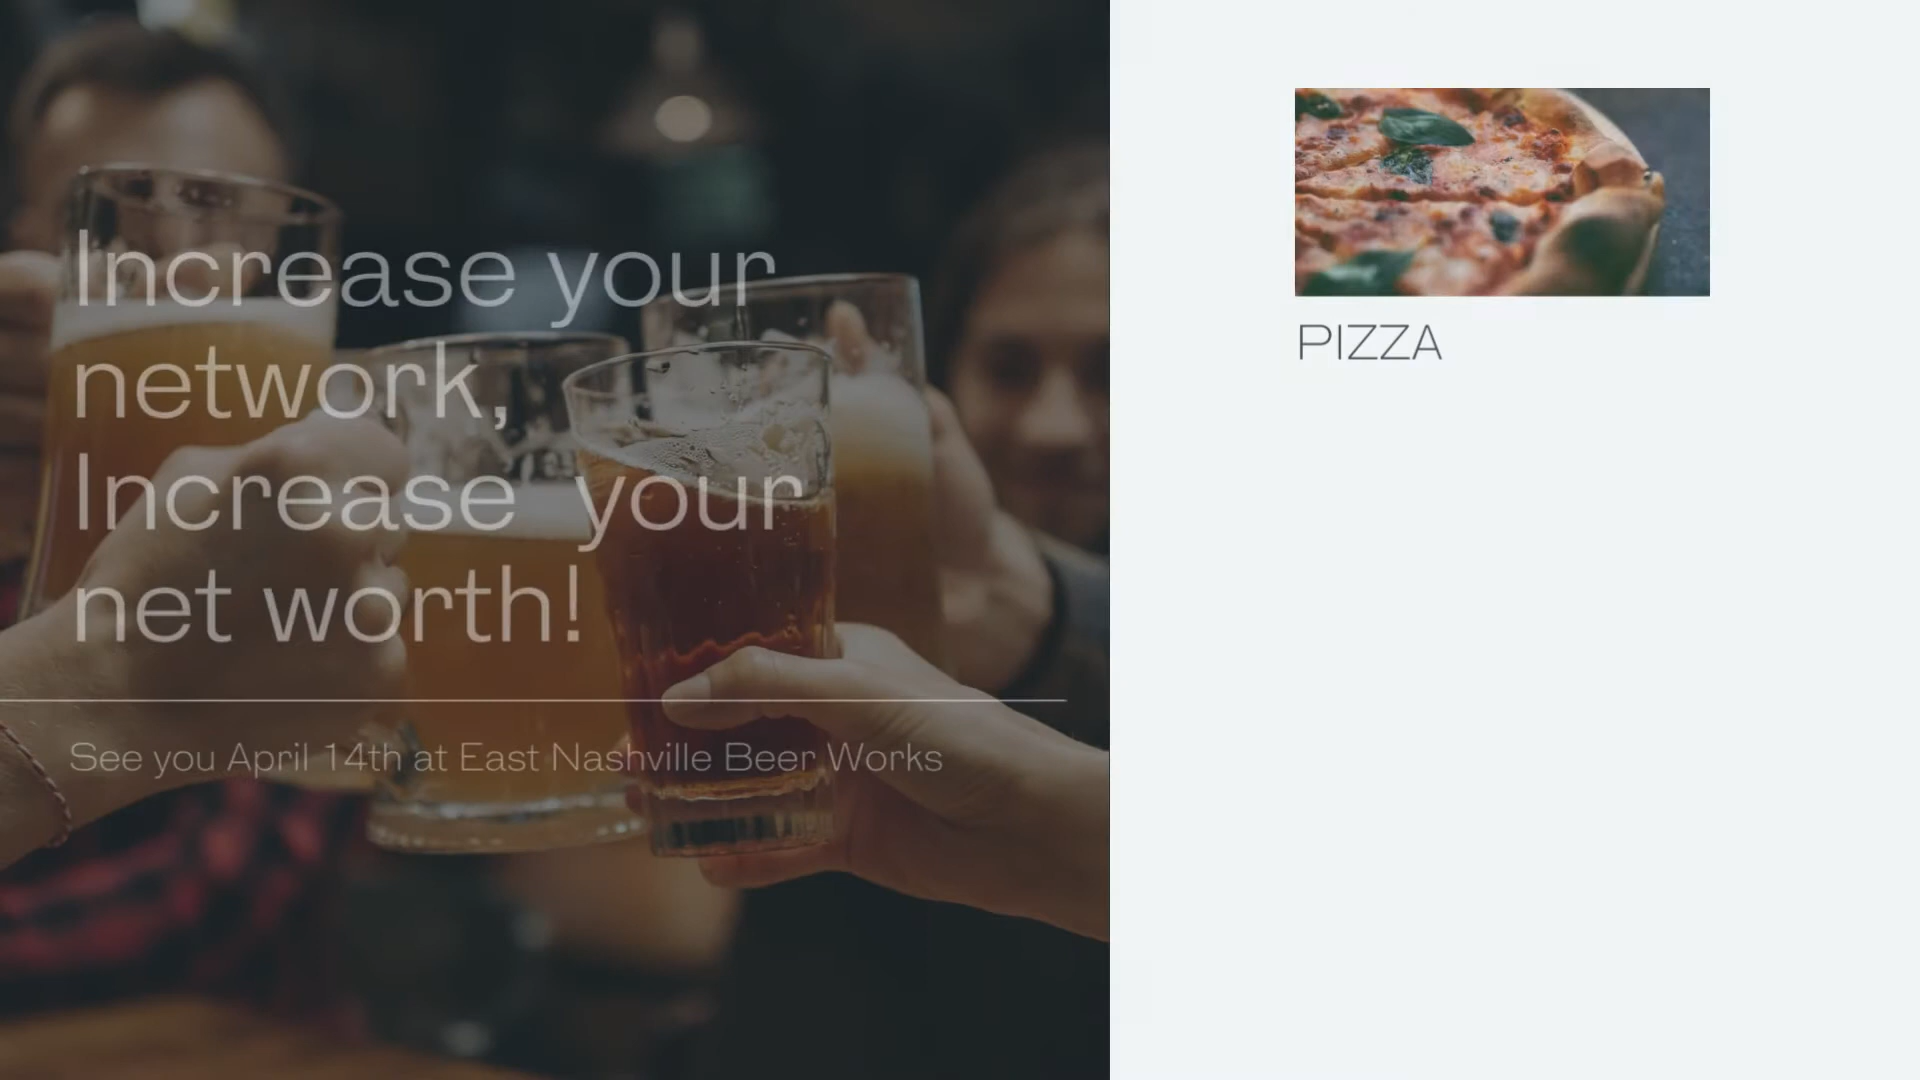 Increase your
network,
Increase your
net worth!
See you April 14th at East Nashville Beer Works
PIZZA